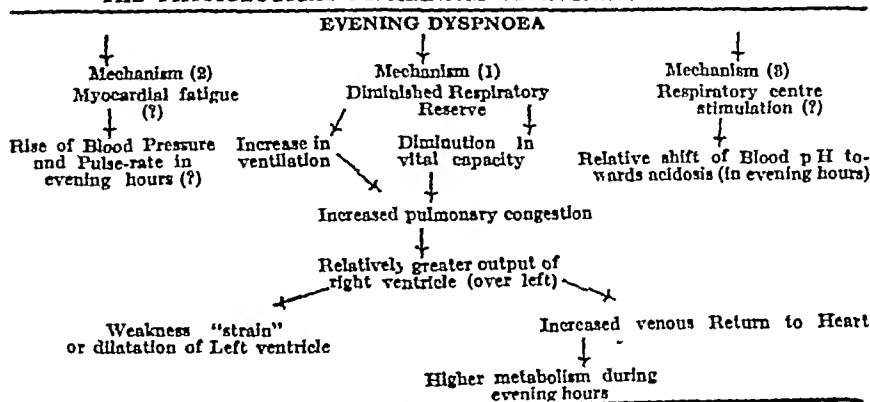 EVENING DYSPNOEA
Mechanism (2)
Myocardial fatigue
(?)
Rise of Blood Pressure
and Pulse-rate in
evening hours (?)
Mechanism (1)
Diminished Respiratory
Reserve
Increase in
ventilation
Diminution in
vital capacity
Mechanism (3)
Respiratory centre
stimulation (?)
Relative shift of Blood pH to-
wards acidosis (in evening hours)
Increased pulmonary congestion
Relatively greater output of
right ventricle (over left)
Weakness "strain"
or dilatation of Left ventricle
Increased venous Return to Heart
Higher metabolism during
evening hours